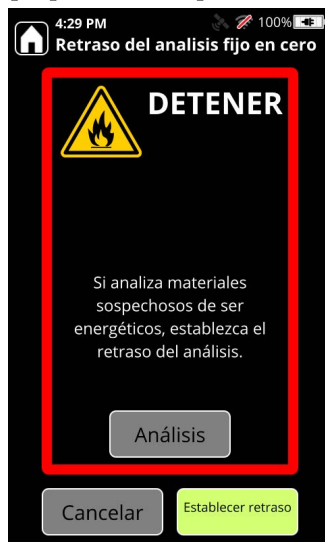 4:29 PM
100%
Retraso del analisis fijo en cero
DETENER
Si analiza materiales
sospechosos de ser
energéticos, establezca el
retraso del análisis.
Análisis
Cancelar
Establecer retraso